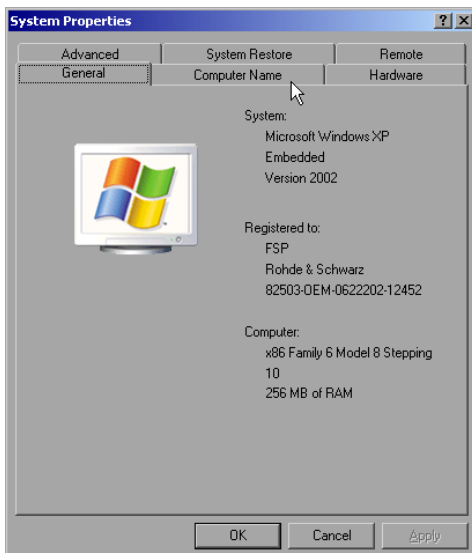 System Properties
Advanced System Restore Remote
General Computer Name Hardware
System:
Microsoft Windows XP
Embedded
Version 2002
Registered to:
FSP
Rohde & Schwarz
82503-OEM-0622202-12452
Computer:
x86 Family 6 Model 8 Stepping
10
256 MB of RAM
OK Cancel Apply